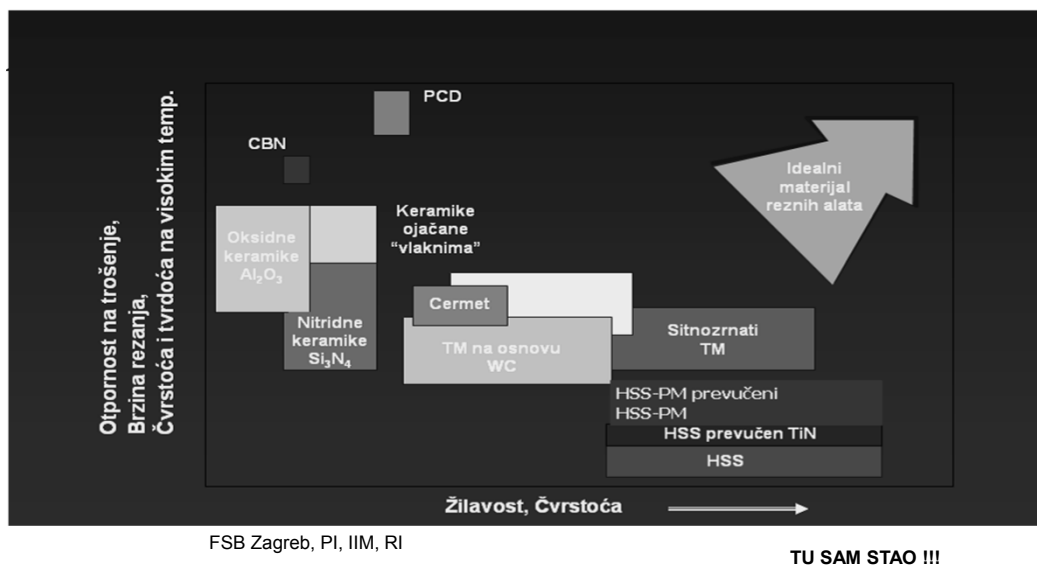 Otpornost na trošenje,
Brzina rezanja,
Čvrstoća i tvrdoća na visokim temp.
PCD
CBN
Idealni
materijal
reznih alata
Oksidne
keramike
Al₂O₃
Keramike
ojačane
“vlaknima”
Nitridne
keramike
Si₃N₄
Cermet
TM na osnovu
WC
Sitnozrnati
TM
HSS-PM prevučeni
HSS-PM
HSS prevučen TiN
HSS
Žilavost, Čvrstoća
FSB Zagreb, PI, IIM, RI
TU SAM STAO !!!